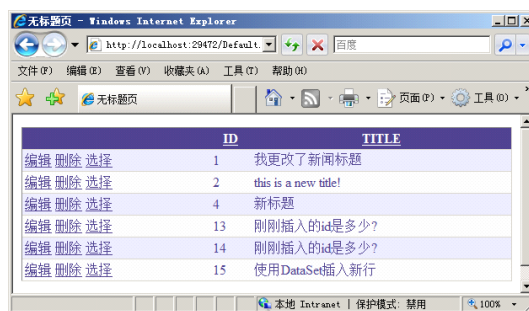 无标题页 - Windows Internet Explorer
http://localhost:29472/Default. 百度
文件(F) 编辑(E) 查看(V) 收藏夹(A) 工具(T) 帮助(H)
无标题页 页面(P) 工具(O)
ID TITLE
编辑 删除 选择 1 我更改了新闻标题
编辑 删除 选择 2 this is a new title!
编辑 删除 选择 4 新标题
编辑 删除 选择 13 刚刚插入的id是多少?
编辑 删除 选择 14 刚刚插入的id是多少?
编辑 删除 选择 15 使用DataSet插入新行
本地 Intranet | 保护模式: 禁用 100%